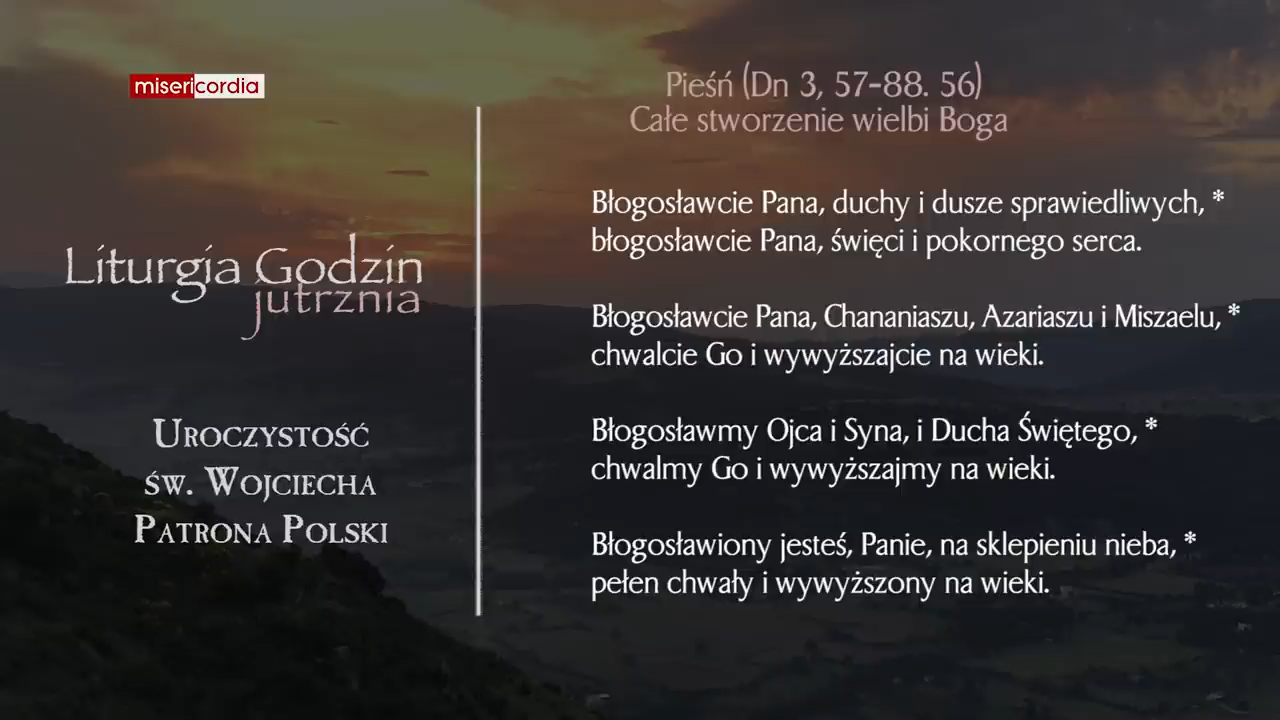 misericordia
Liturgia Godzin
jutrznia
Uroczystość
św. Wojciecha
Patrona Polski
Pieśń (Dn 3, 57-88. 56)
Całe stworzenie wielbi Boga
Błogosławcie Pana, duchy i dusze sprawiedliwych, *
błogosławcie Pana, święci i pokornego serca.
Błogosławcie Pana, Chananiaszu, Azariaszu i Miszaelu, *
chwalcie Go i wywyższajcie na wieki.
Błogosławmy Ojca i Syna, i Ducha Świętego, *
chwalmy Go i wywyższajmy na wieki.
Błogosławiony jesteś, Panie, na sklepieniu nieba, *
pełen chwały i wywyższony na wieki.